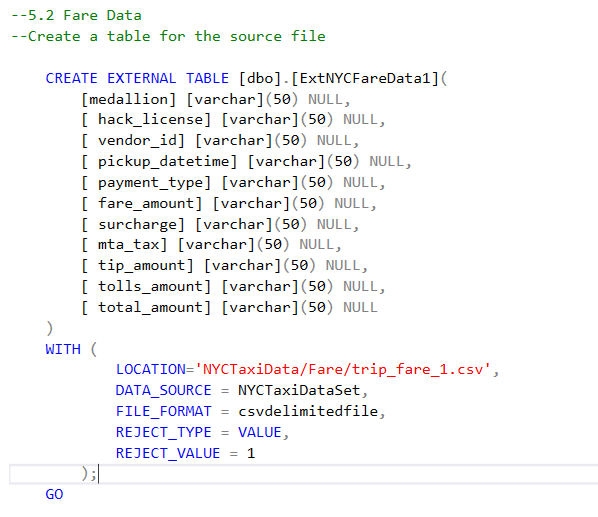 --5.2 Fare Data
--Create a table for the source file
CREATE EXTERNAL TABLE [dbo].[ExtNYCFareData1](
[medallion] [varchar](50) NULL,
[ hack_license] [varchar](50) NULL,
[ vendor_id] [varchar](50) NULL,
[ pickup_datetime] [varchar](50) NULL,
[ payment_type] [varchar](50) NULL,
[ fare_amount] [varchar](50) NULL,
[ surcharge] [varchar](50) NULL,
[ mta_tax] [varchar](50) NULL,
[ tip_amount] [varchar](50) NULL,
[ tolls_amount] [varchar](50) NULL,
[ total_amount] [varchar](50) NULL
)
WITH (
LOCATION='NYCTaxiData/Fare/trip_fare_1.csv',
DATA_SOURCE = NYCTaxiDataSet,
FILE_FORMAT = csvdelimitedfile,
REJECT_TYPE = VALUE,
REJECT_VALUE = 1
);
GO